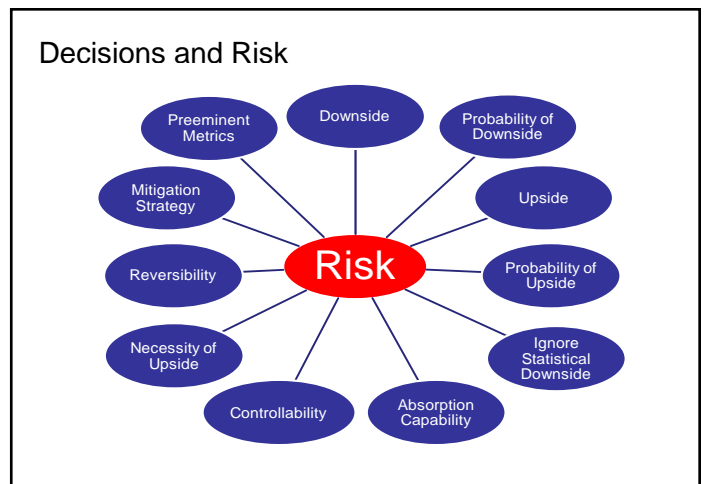 Decisions and Risk
Downside
Probability of
Downside
Upside
Probability of
Upside
Ignore
Statistical
Downside
Absorption
Capability
Controllability
Necessity of
Upside
Reversibility
Mitigation
Strategy
Preeminent
Metrics
Risk